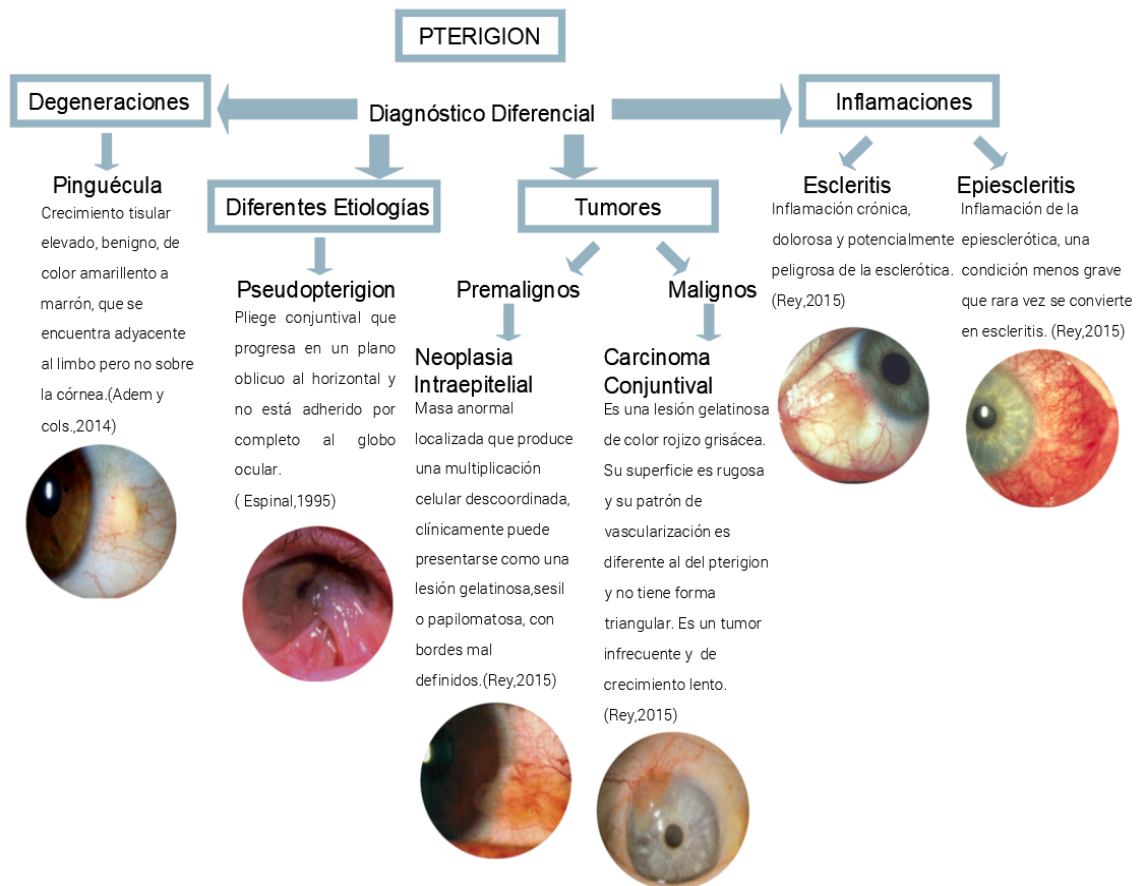 PTERIGION
Diagnóstico Diferencial
Degeneraciones
Pinguécula
Crecimiento tisular
elevado, benigno, de
color amarillento a
marrón, que se
encuentra adyacente
al limbo pero no sobre
la córnea.(Adem y
cols.,2014)
Diferentes Etiologías
Pseudopterigion
Pliege conjuntival que
progresa en un plano
oblicuo al horizontal y
no está adherido por
completo al globo
ocular.
( Espinal,1995)
Tumores
Premalignos
Neoplasia
Intraepitelial
Masa anormal
localizada que produce
una multiplicación
celular descoordinada,
clínicamente puede
presentarse como una
lesión gelatinosa,sesil
o papilomatosa, con
bordes mal
definidos.(Rey,2015)
Malignos
Carcinoma
Conjuntival
Es una lesión gelatinosa
de color rojizo grisácea.
Su superficie es rugosa
y su patrón de
vascularización es
diferente al del pterigion
y no tiene forma
triangular. Es un tumor
infrecuente y de
crecimiento lento.
(Rey,2015)
Inflamaciones
Escleritis
Inflamación crónica,
dolorosa y potencialmente
peligrosa de la esclerótica.
(Rey,2015)
Epiescleritis
Inflamación de la
epiesclerótica, una
condición menos grave
que rara vez se convierte
en escleritis. (Rey,2015)